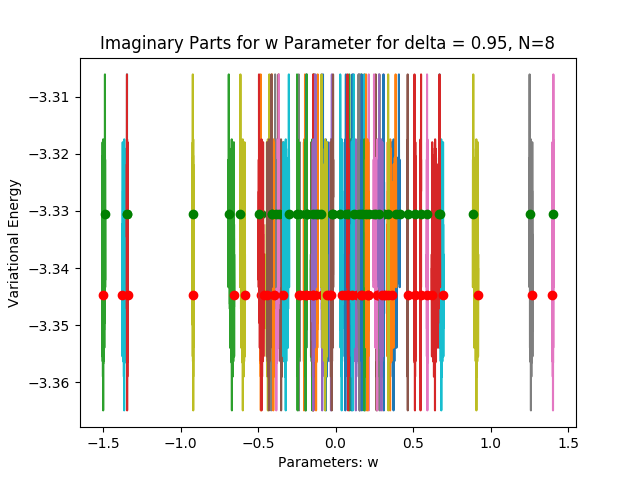 Imaginary Parts for w Parameter for delta = 0.95, N=8
Variational Energy
−3.31
−3.32
−3.33
−3.34
−3.35
−3.36
−1.5 −1.0 −0.5 0.0 0.5 1.0 1.5
Parameters: w